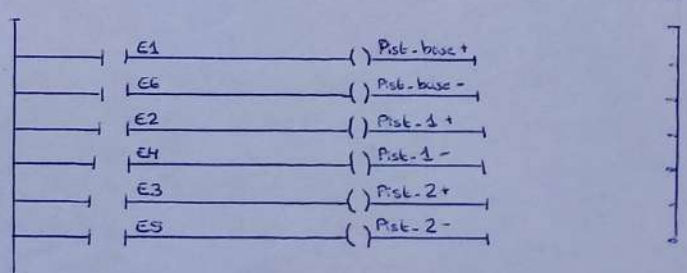 E1 Pist-base+
E6 Pist-base-
E2 Pist-1+
E4 Pist-1-
E3 Pist-2+
E5 Pist-2-